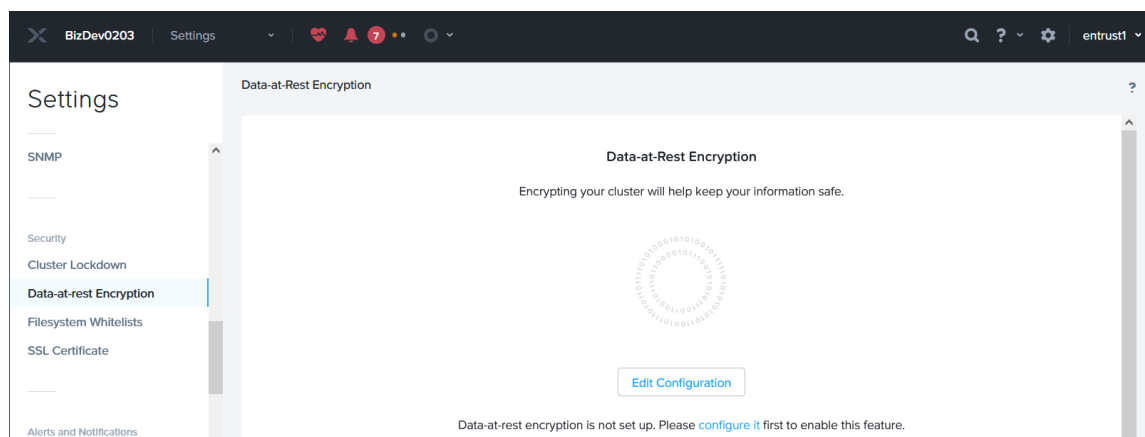 BizDev0203 Settings 7 ? entrust1
Settings
SNMP
Security
Cluster Lockdown
Data-at-rest Encryption
Filesystem Whitelists
SSL Certificate
Alerts and Notifications
Data-at-Rest Encryption ?
Data-at-Rest Encryption
Encrypting your cluster will help keep your information safe.
Edit Configuration
Data-at-rest encryption is not set up. Please configure it first to enable this feature.